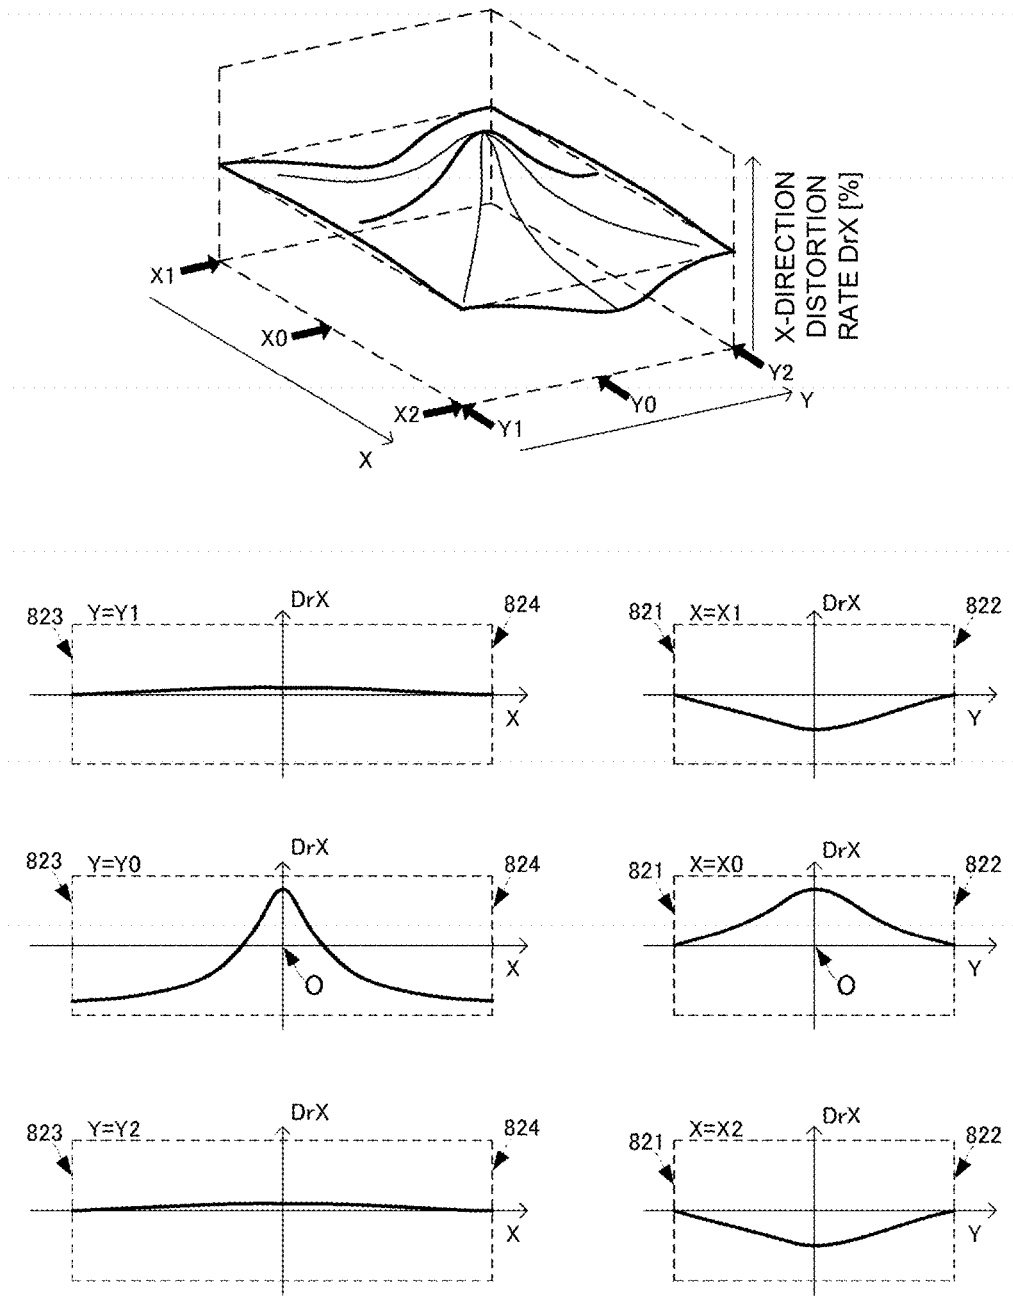 X-DIRECTION
DISTORTION
RATE DrX [%]
X1
X0
X2
Y1
Y0
Y2
X
Y
823
Y=Y1
DrX
824
X
821
X=X1
DrX
822
Y
823
Y=Y0
DrX
824
X
O
821
X=X0
DrX
822
Y
O
823
Y=Y2
DrX
824
X
821
X=X2
DrX
822
Y